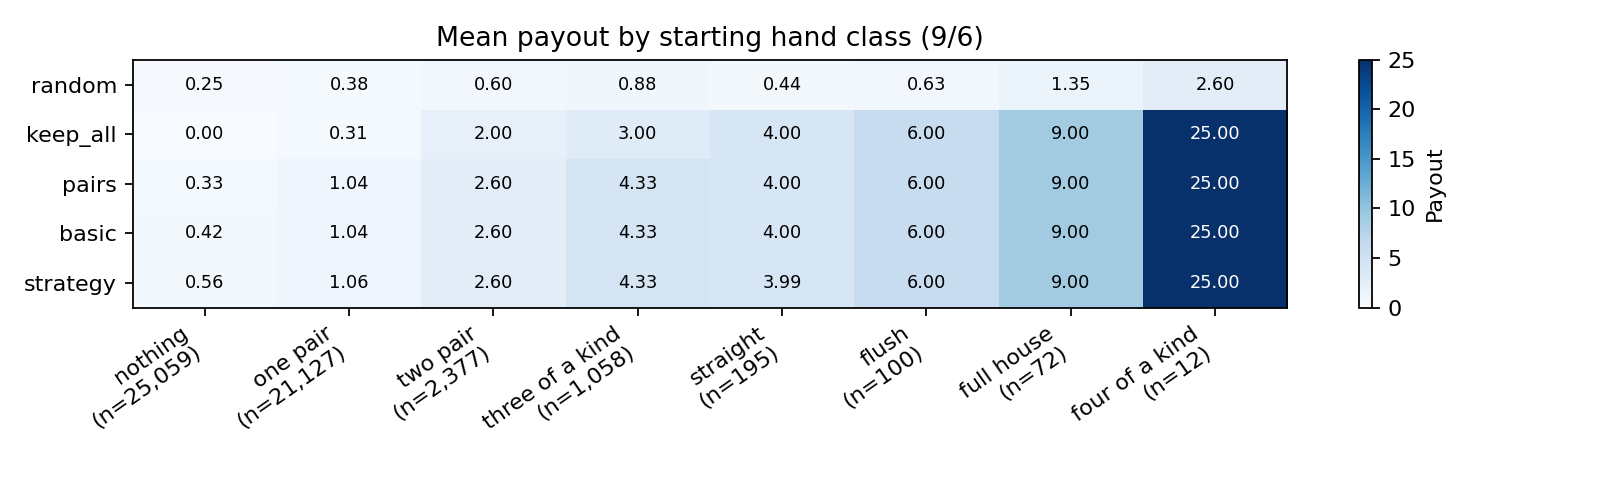 Mean payout by starting hand class (9/6)
random 0.25 0.38 0.60 0.88 0.44 0.63 1.35 2.60
keep_all 0.00 0.31 2.00 3.00 4.00 6.00 9.00 25.00
pairs 0.33 1.04 2.60 4.33 4.00 6.00 9.00 25.00
basic 0.42 1.04 2.60 4.33 4.00 6.00 9.00 25.00
strategy 0.56 1.06 2.60 4.33 3.99 6.00 9.00 25.00
nothing
(n=25,059)
one pair
(n=21,127)
two pair
(n=2,377)
three of a kind
(n=1,058)
straight
(n=195)
flush
(n=100)
full house
(n=72)
four of a kind
(n=12)
25
20
15
10
5
0
Payout